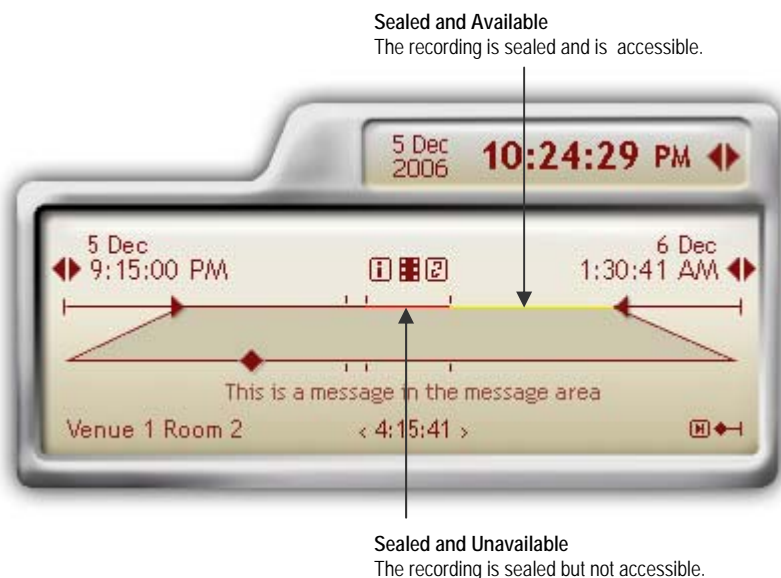 Sealed and Available
The recording is sealed and is accessible.
5 Dec
2006
10:24:29 PM
5 Dec
9:15:00 PM
6 Dec
1:30:41 AM
This is a message in the message area
Venue 1 Room 2
< 4:15:41 >
Sealed and Unavailable
The recording is sealed but not accessible.